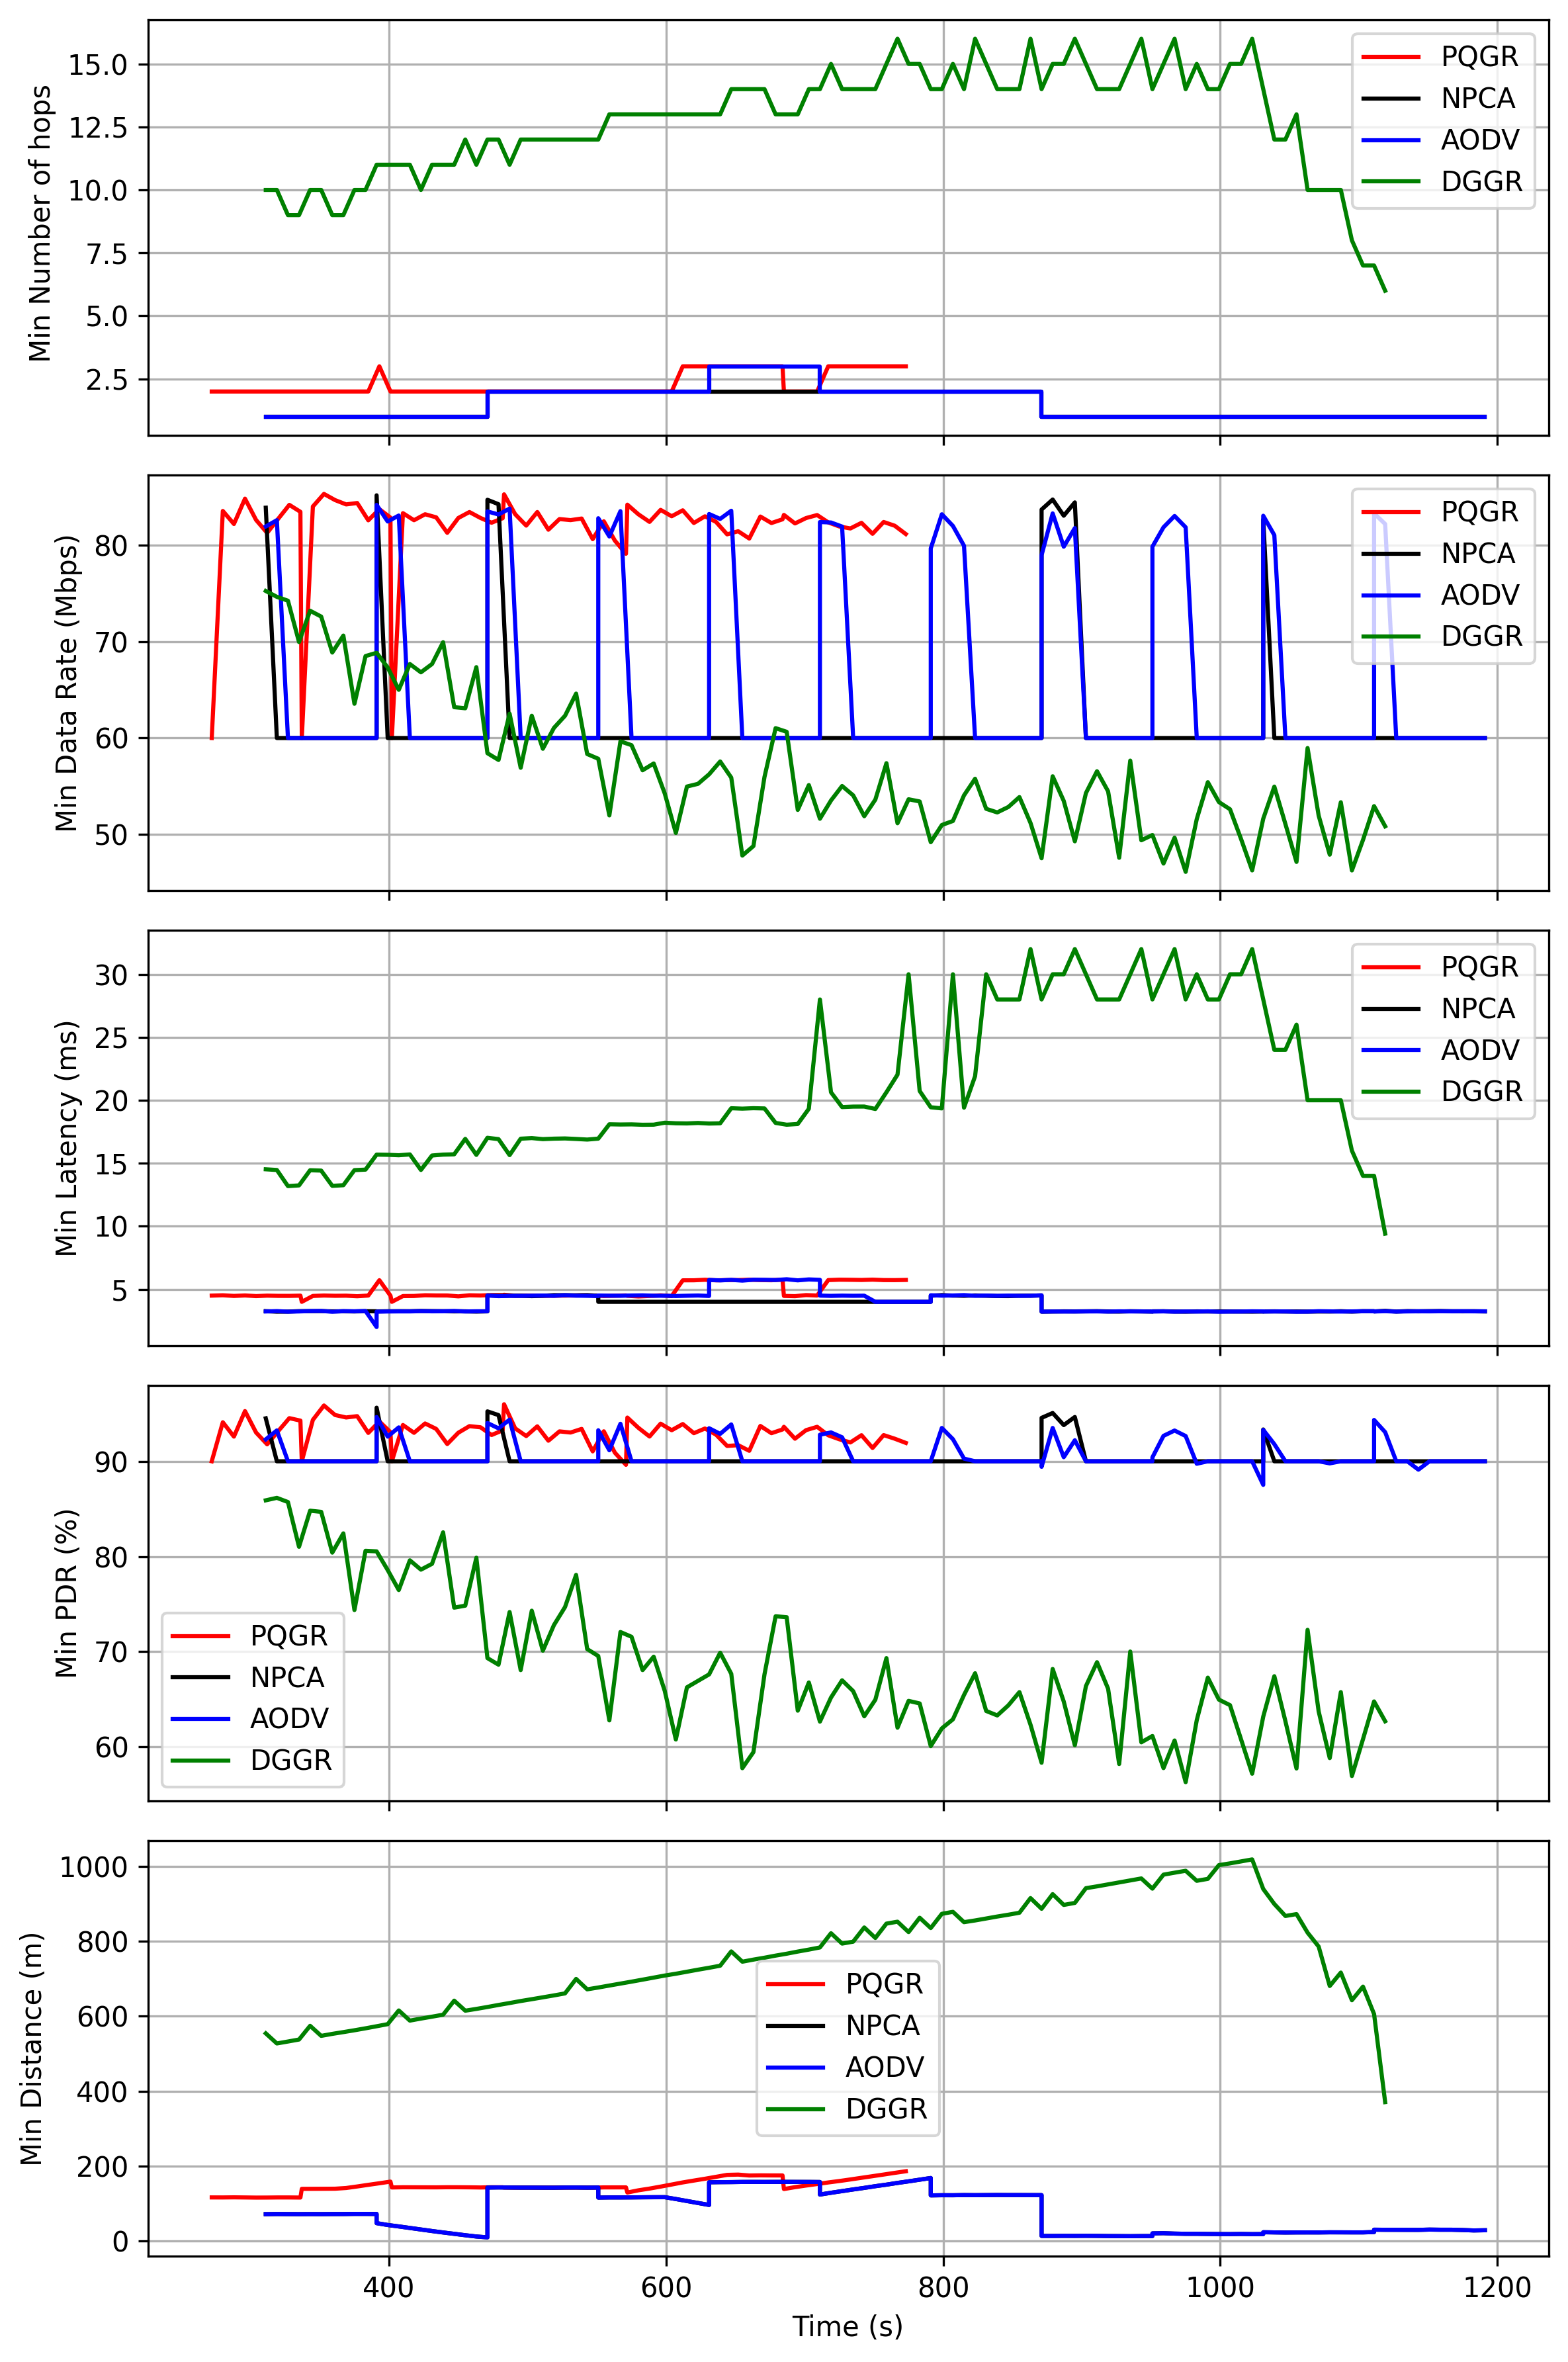 Min Number of hops
15.0
12.5
10.0
7.5
5.0
2.5
PQGR
NPCA
AODV
DGGR
Min Data Rate (Mbps)
80
70
60
50
PQGR
NPCA
AODV
DGGR
Min Latency (ms)
30
25
20
15
10
5
PQGR
NPCA
AODV
DGGR
Min PDR (%)
90
80
70
60
PQGR
NPCA
AODV
DGGR
Min Distance (m)
1000
800
600
400
200
0
PQGR
NPCA
AODV
DGGR
400 600 800 1000 1200
Time (s)